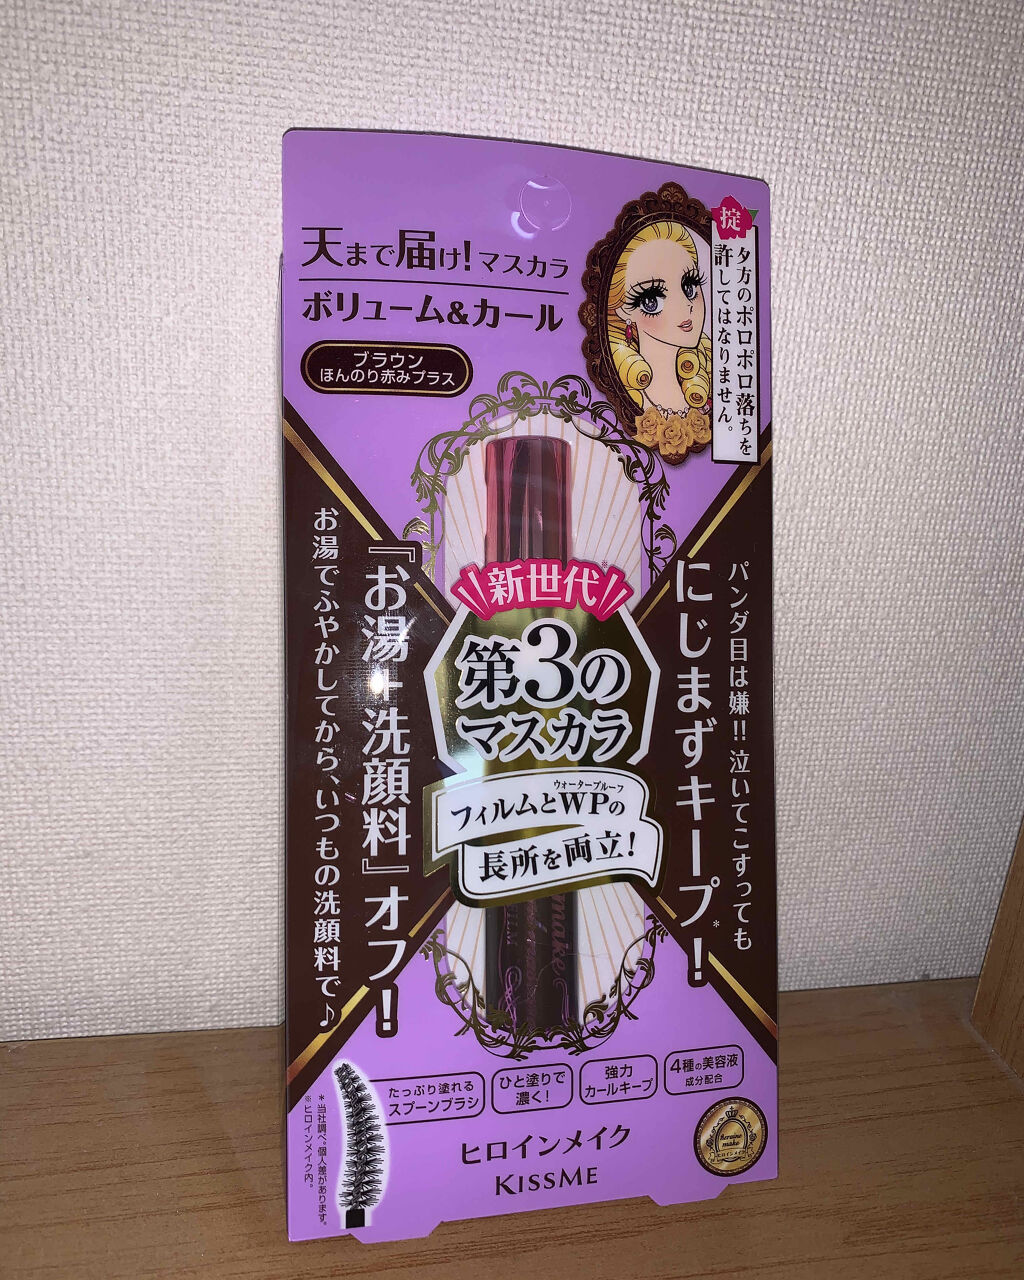 天まで届け!マスカラ
ボリューム&カール
ブラウン
ほんのり赤みプラス
掟
夕方のポロポロ落ちを
許してはなりません。
\\新世代※//
第3の
マスカラ
ウォータープルーフ
フィルムとWPの
長所を両立!
パンダ目は嫌!!泣いてこすっても
にじまずキープ*!
『お湯+洗顔料』オフ!
お湯でふやかしてから、いつもの洗顔料で♪
make
たっぷり塗れる
スプーンブラシ
ひと塗りで
濃く!
強力
カールキープ
4種の美容液
成分配合
*当社調べ。個人差があります。
※ヒロインメイク内。
ヒロインメイク
KISSME
heroine
make
ヒロインメイク